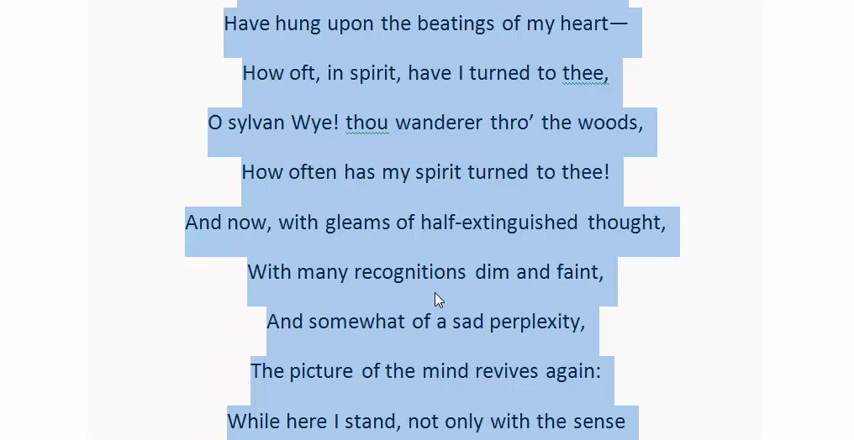 Have hung upon the beatings of my heart—
How oft, in spirit, have I turned to thee,
O sylvan Wye! thou wanderer thro’ the woods,
How often has my spirit turned to thee!
And now, with gleams of half-extinguished thought,
With many recognitions dim and faint,
And somewhat of a sad perplexity,
The picture of the mind revives again:
While here I stand, not only with the sense